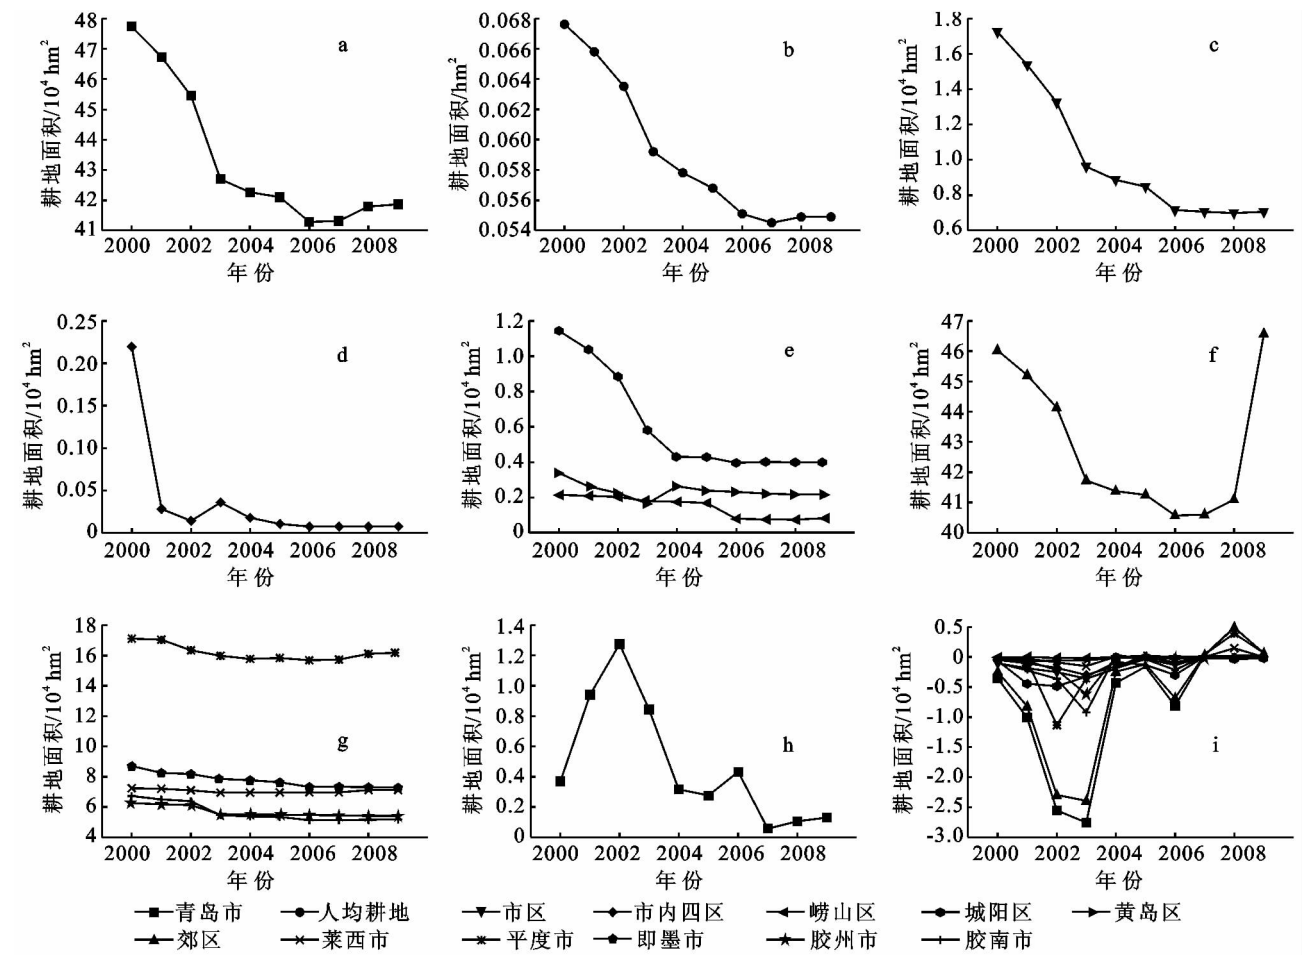 48
47
46
45
44
43
42
41
耕地面积/10⁴ hm²
a
2000 2002 2004 2006 2008
年份
0.068
0.066
0.064
0.062
0.060
0.058
0.056
0.054
耕地面积/hm²
b
2000 2002 2004 2006 2008
年份
1.8
1.6
1.4
1.2
1.0
0.8
0.6
耕地面积/10⁴ hm²
c
2000 2002 2004 2006 2008
年份
0.25
0.20
0.15
0.10
0.05
0
耕地面积/10⁴ hm²
d
2000 2002 2004 2006 2008
年份
1.2
1.0
0.8
0.6
0.4
0.2
0
耕地面积/10⁴ hm²
e
2000 2002 2004 2006 2008
年份
47
46
45
44
43
42
41
40
耕地面积/10⁴ hm²
f
2000 2002 2004 2006 2008
年份
18
16
14
12
10
8
6
4
耕地面积/10⁴ hm²
g
2000 2002 2004 2006 2008
年份
1.4
1.2
1.0
0.8
0.6
0.4
0.2
0
耕地面积/10⁴ hm²
h
2000 2002 2004 2006 2008
年份
0.5
0
-0.5
-1.0
-1.5
-2.0
-2.5
-3.0
耕地面积/10⁴ hm²
i
2000 2002 2004 2006 2008
年份
青岛市 人均耕地 市区 市内四区 崂山区 城阳区 黄岛区
郊区 莱西市 平度市 即墨市 胶州市 胶南市